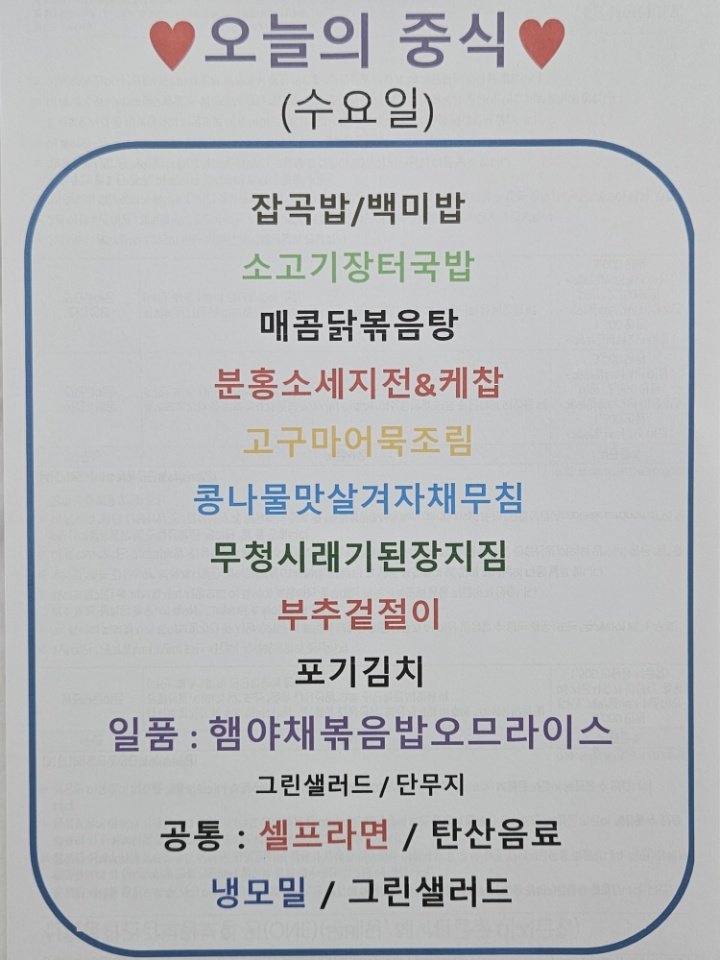 ♥오늘의 중식♥
(수요일)
잡곡밥/백미밥
소고기장터국밥
매콤닭볶음탕
분홍소세지전&케찹
고구마어묵조림
콩나물맛살겨자채무침
무청시래기된장지짐
부추겉절이
포기김치
일품 : 햄야채볶음밥오므라이스
그린샐러드 / 단무지
공통 : 셀프라면 / 탄산음료
냉모밀 / 그린샐러드